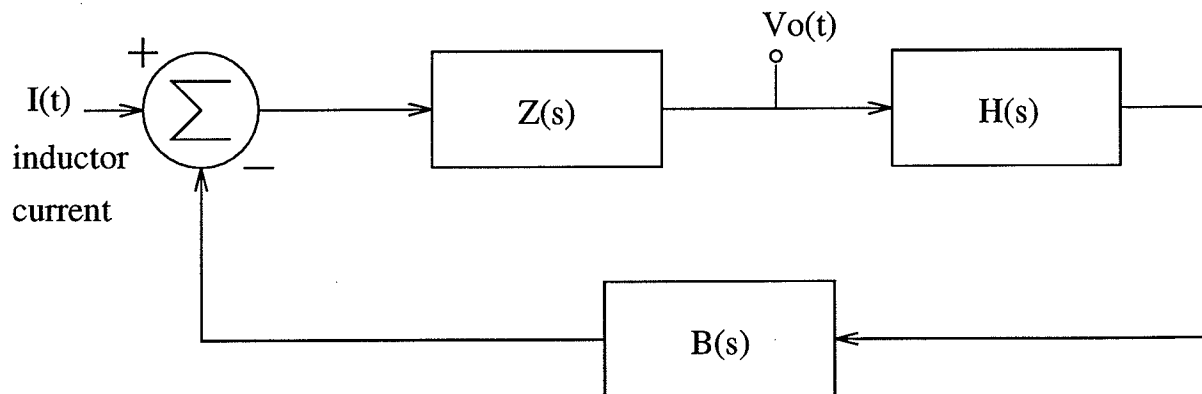 Vo(t)
+
I(t)
Σ
Z(s)
H(s)
inductor
−
current
B(s)